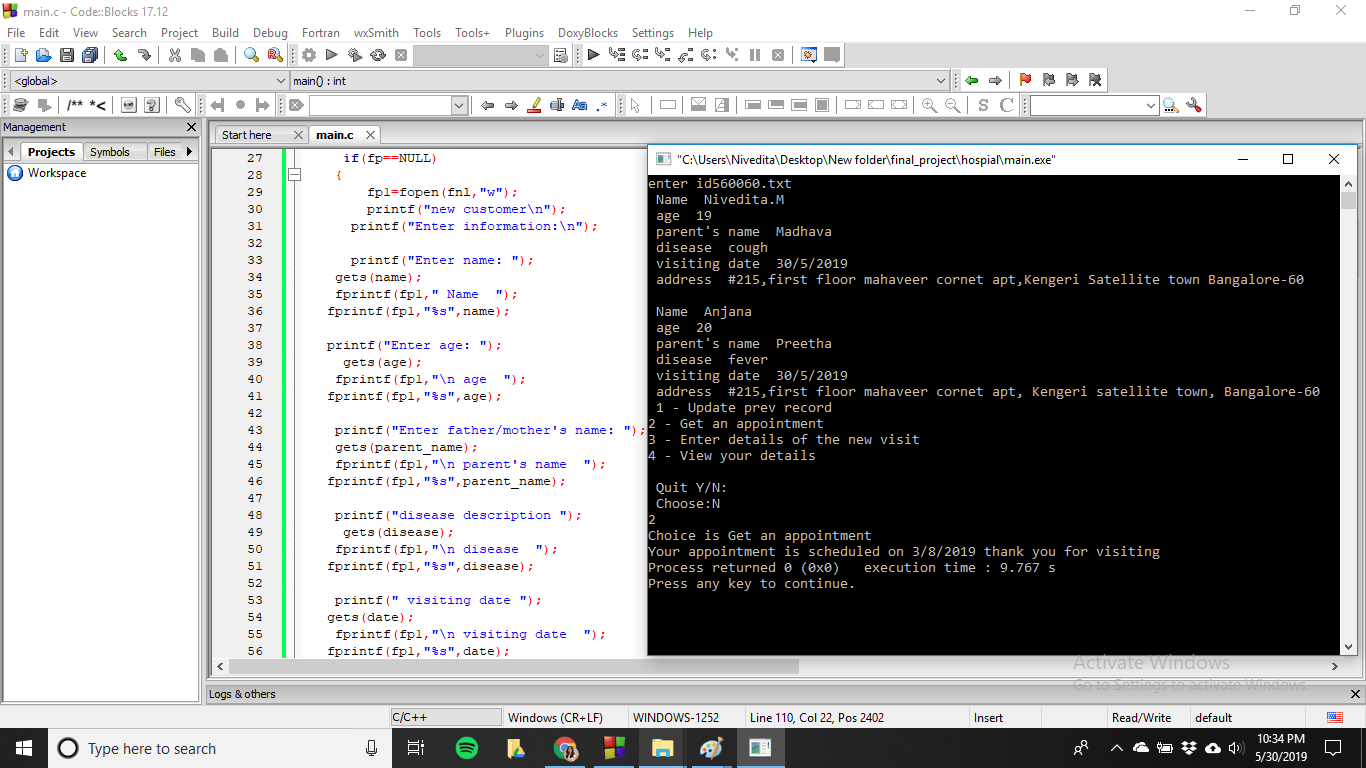 main.c - Code::Blocks 17.12
File Edit View Search Project Build Debug Fortran wxSmith Tools Tools+ Plugins DoxyBlocks Settings Help
<global> main() : int
/** *<
Aa .*
S C
Management
Start here main.c
Projects Symbols Files
Workspace
27 if(fp==NULL)
28 {
29 fp1=fopen(fnl,"w");
30 printf("new customer\n");
31 printf("Enter information:\n");
32
33 printf("Enter name: ");
34 gets(name);
35 fprintf(fp1," Name  ");
36 fprintf(fp1,"%s",name);
37
38 printf("Enter age: ");
39 gets(age);
40 fprintf(fp1,"\n age  ");
41 fprintf(fp1,"%s",age);
42
43 printf("Enter father/mother's name: ");
44 gets(parent_name);
45 fprintf(fp1,"\n parent's name  ");
46 fprintf(fp1,"%s",parent_name);
47
48 printf("disease description ");
49 gets(disease);
50 fprintf(fp1,"\n disease  ");
51 fprintf(fp1,"%s",disease);
52
53 printf(" visiting date ");
54 gets(date);
55 fprintf(fp1,"\n visiting date  ");
56 fprintf(fp1,"%s",date);
"C:\Users\Nivedita\Desktop\New folder\final_project\hospial\main.exe"
enter id560060.txt
Name  Nivedita.M
age  19
parent's name  Madhava
disease  cough
visiting date  30/5/2019
address  #215,first floor mahaveer cornet apt,Kengeri Satellite town Bangalore-60
Name  Anjana
age  20
parent's name  Preetha
disease  fever
visiting date  30/5/2019
address  #215,first floor mahaveer cornet apt, Kengeri satellite town, Bangalore-60
1 - Update prev record
2 - Get an appointment
3 - Enter details of the new visit
4 - View your details
Quit Y/N:
Choose:N
2
Choice is Get an appointment
Your appointment is scheduled on 3/8/2019 thank you for visiting
Process returned 0 (0x0)   execution time : 9.767 s
Press any key to continue.
Activate Windows
Go to Settings to activate Windows.
Logs & others
C/C++ Windows (CR+LF) WINDOWS-1252 Line 110, Col 22, Pos 2402 Insert Read/Write default
Type here to search
10:34 PM
5/30/2019